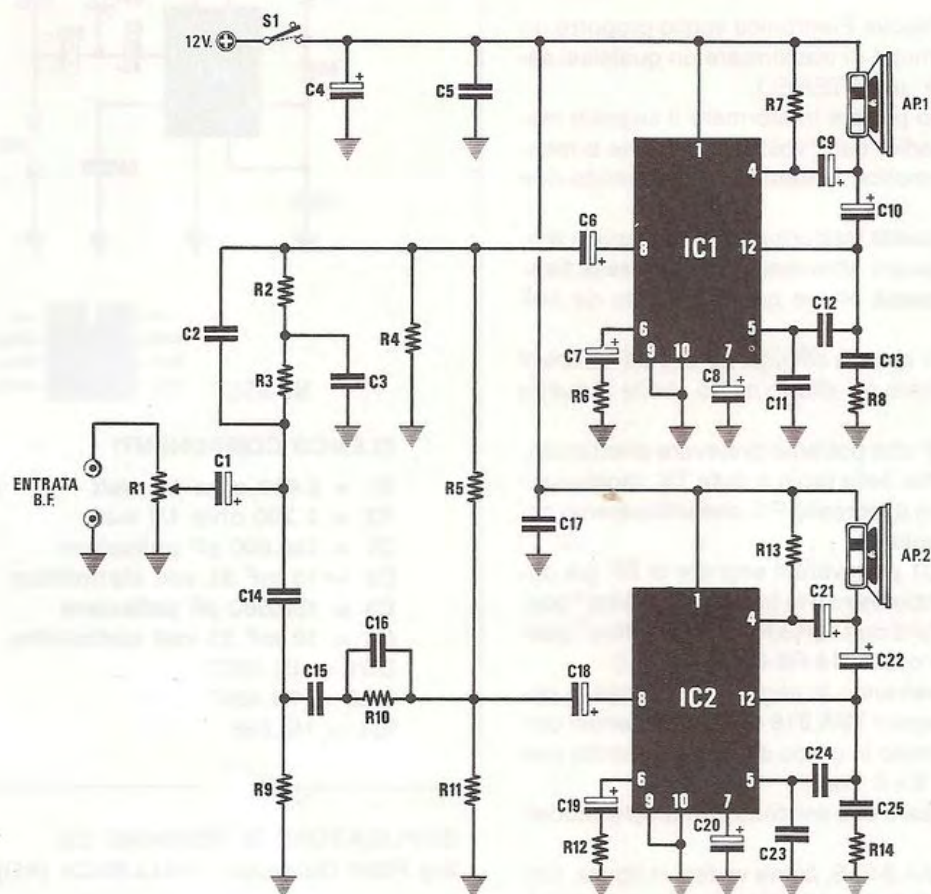 S1
12V.
C4
C5
R7
AP.1
1
4
C9
C10
C6
8
IC1
12
R2
C2
R4
6
5
C12
C7
9
10
7
C13
R3
C3
C8
R6
C11
R8
ENTRATA
B.F.
R1
C1
R5
C17
R13
AP.2
C14
1
4
C21
C22
C16
C15
R10
C18
8
IC2
12
6
5
C24
C19
9
10
7
C25
R9
R11
R12
C20
C23
R14